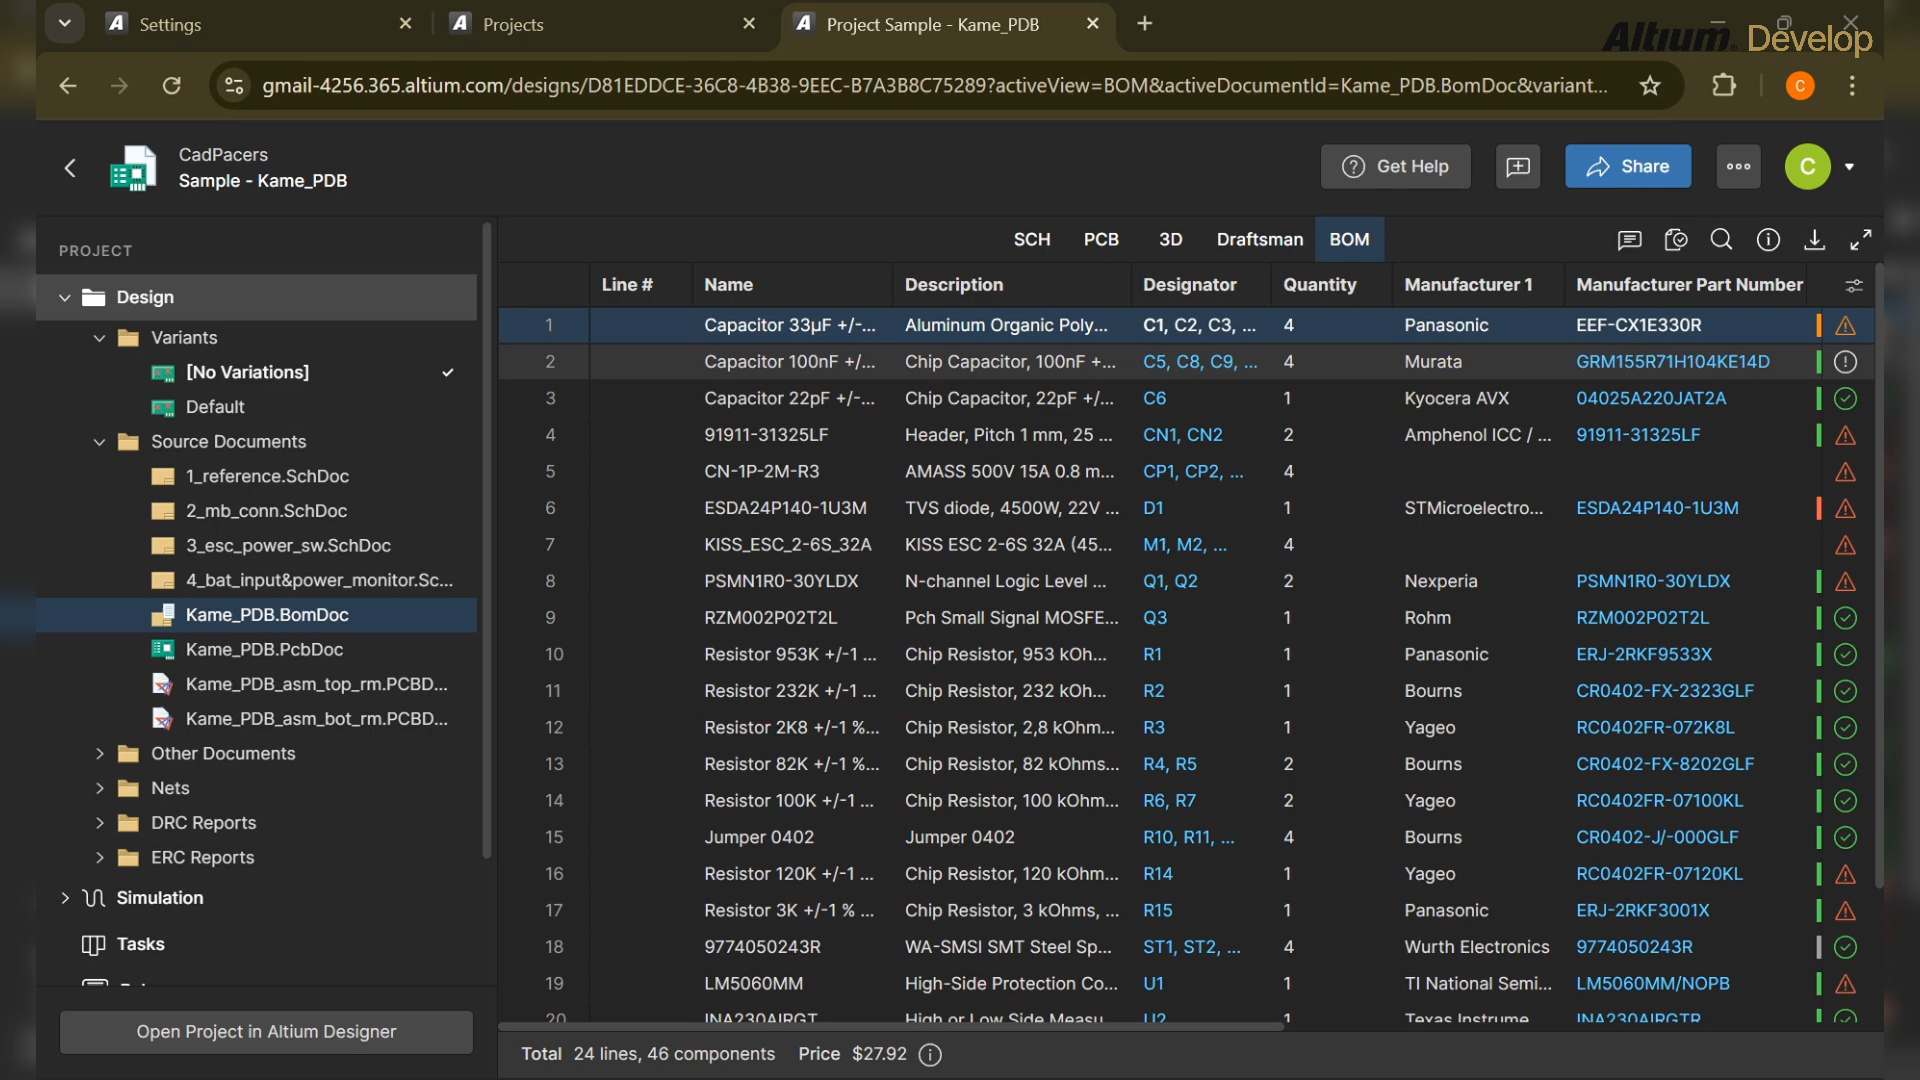 Settings
Projects
Project Sample - Kame_PDB
Altium. Develop
gmail-4256.365.altium.com/designs/D81EDDCE-36C8-4B38-9EEC-B7A3B8C75289?activeView=BOM&activeDocumentId=Kame_PDB.BomDoc&variant...
C
CadPacers
Sample - Kame_PDB
Get Help
Share
C
PROJECT
Design
Variants
[No Variations]
Default
Source Documents
1_reference.SchDoc
2_mb_conn.SchDoc
3_esc_power_sw.SchDoc
4_bat_input&power_monitor.Sc...
Kame_PDB.BomDoc
Kame_PDB.PcbDoc
Kame_PDB_asm_top_rm.PCBD...
Kame_PDB_asm_bot_rm.PCBD...
Other Documents
Nets
DRC Reports
ERC Reports
Simulation
Tasks
Open Project in Altium Designer
SCH PCB 3D Draftsman BOM
Line # Name Description Designator Quantity Manufacturer 1 Manufacturer Part Number
1 Capacitor 33µF +/-... Aluminum Organic Poly... C1, C2, C3, ... 4 Panasonic EEF-CX1E330R
2 Capacitor 100nF +/... Chip Capacitor, 100nF +... C5, C8, C9, ... 4 Murata GRM155R71H104KE14D
3 Capacitor 22pF +/-... Chip Capacitor, 22pF +/... C6 1 Kyocera AVX 04025A220JAT2A
4 91911-31325LF Header, Pitch 1 mm, 25 ... CN1, CN2 2 Amphenol ICC / ... 91911-31325LF
5 CN-1P-2M-R3 AMASS 500V 15A 0.8 m... CP1, CP2, ... 4
6 ESDA24P140-1U3M TVS diode, 4500W, 22V ... D1 1 STMicroelectro... ESDA24P140-1U3M
7 KISS_ESC_2-6S_32A KISS ESC 2-6S 32A (45... M1, M2, ... 4
8 PSMN1R0-30YLDX N-channel Logic Level ... Q1, Q2 2 Nexperia PSMN1R0-30YLDX
9 RZM002P02T2L Pch Small Signal MOSFE... Q3 1 Rohm RZM002P02T2L
10 Resistor 953K +/-1 ... Chip Resistor, 953 kOh... R1 1 Panasonic ERJ-2RKF9533X
11 Resistor 232K +/-1 ... Chip Resistor, 232 kOh... R2 1 Bourns CR0402-FX-2323GLF
12 Resistor 2K8 +/-1 %... Chip Resistor, 2,8 kOhm... R3 1 Yageo RC0402FR-072K8L
13 Resistor 82K +/-1 %... Chip Resistor, 82 kOhms... R4, R5 2 Bourns CR0402-FX-8202GLF
14 Resistor 100K +/-1 ... Chip Resistor, 100 kOhm... R6, R7 2 Yageo RC0402FR-07100KL
15 Jumper 0402 Jumper 0402 R10, R11, ... 4 Bourns CR0402-J/-000GLF
16 Resistor 120K +/-1 ... Chip Resistor, 120 kOhm... R14 1 Yageo RC0402FR-07120KL
17 Resistor 3K +/-1 % ... Chip Resistor, 3 kOhms, ... R15 1 Panasonic ERJ-2RKF3001X
18 9774050243R WA-SMSI SMT Steel Sp... ST1, ST2, ... 4 Wurth Electronics 9774050243R
19 LM5060MM High-Side Protection Co... U1 1 TI National Semi... LM5060MM/NOPB
20 INA230AIRGT High or Low Side Measu... U2 1 Texas Instrume... INA230AIRGTR
Total 24 lines, 46 components Price $27.92